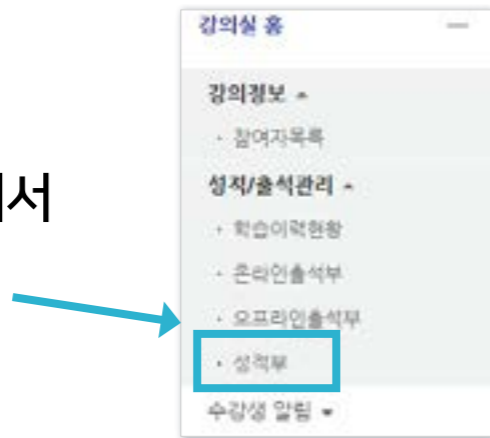 강의실 홈
강의정보
· 참여자목록
에서
성적/출석관리
· 학습이력현황
· 온라인출석부
· 오프라인출석부
· 성적부
수강생 알림